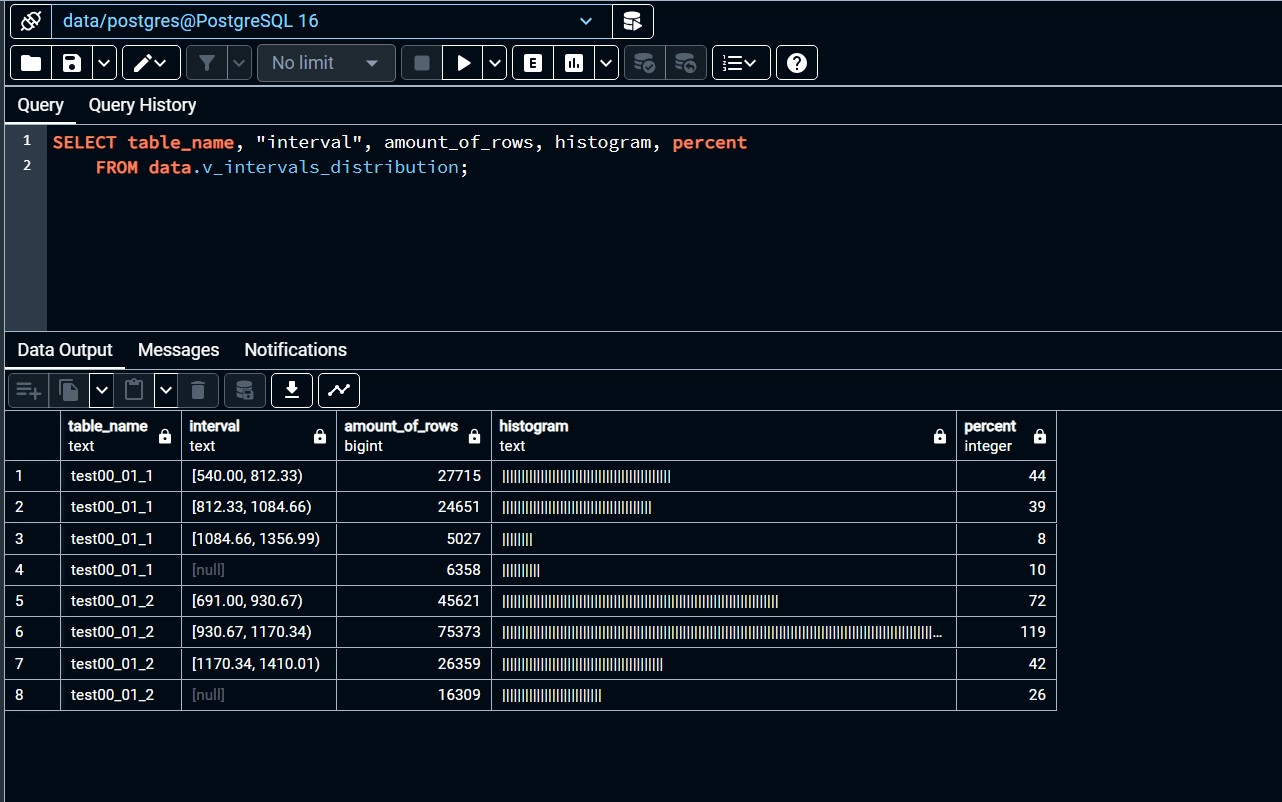 data/postgres@PostgreSQL 16
No limit
E
?
Query Query History
1 SELECT table_name, "interval", amount_of_rows, histogram, percent
2 FROM data.v_intervals_distribution;
Data Output Messages Notifications
table_name interval amount_of_rows histogram percent
text text bigint text integer
1 test00_01_1 [540.00, 812.33) 27715 |||||||||||||||||||||||||||||||||||||||||||| 44
2 test00_01_1 [812.33, 1084.66) 24651 ||||||||||||||||||||||||||||||||||||||| 39
3 test00_01_1 [1084.66, 1356.99) 5027 |||||||| 8
4 test00_01_1 [null] 6358 |||||||||| 10
5 test00_01_2 [691.00, 930.67) 45621 |||||||||||||||||||||||||||||||||||||||||||||||||||||||||||||||||||||||| 72
6 test00_01_2 [930.67, 1170.34) 75373 ||||||||||||||||||||||||||||||||||||||||||||||||||||||||||||||||||||||||||||||||||||||||||||||||||||||||||||||||... 119
7 test00_01_2 [1170.34, 1410.01) 26359 |||||||||||||||||||||||||||||||||||||||||| 42
8 test00_01_2 [null] 16309 |||||||||||||||||||||||||| 26